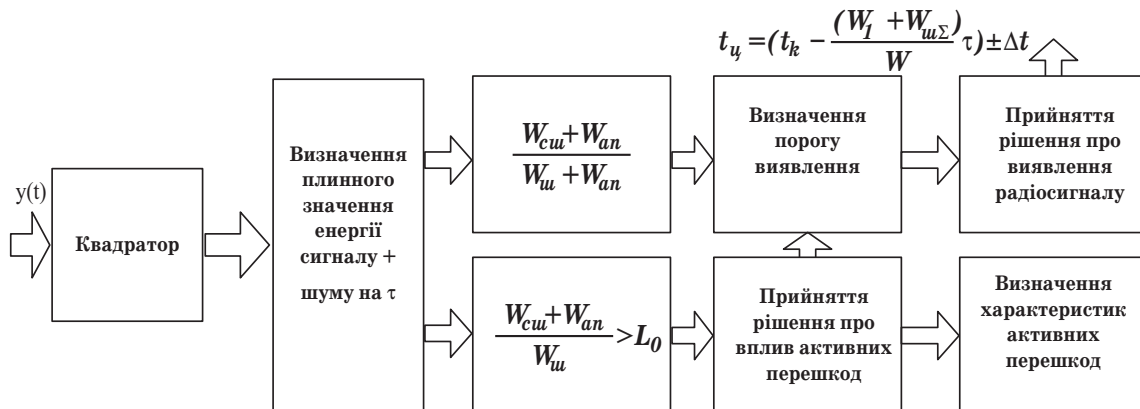 t_ц = (t_k − (W_1 + W_шΣ)/W τ) ± Δt
y(t)
Квадратор
Визначення
плинного
значення
енергії
сигналу +
шуму на τ
W_сш+W_ап
W_ш +W_ап
Визначення
порогу
виявлення
Прийняття
рішення про
виявлення
радіосигналу
W_сш+W_ап
W_ш
>L_0
Прийняття
рішення про
вплив активних
перешкод
Визначення
характеристик
активних
перешкод